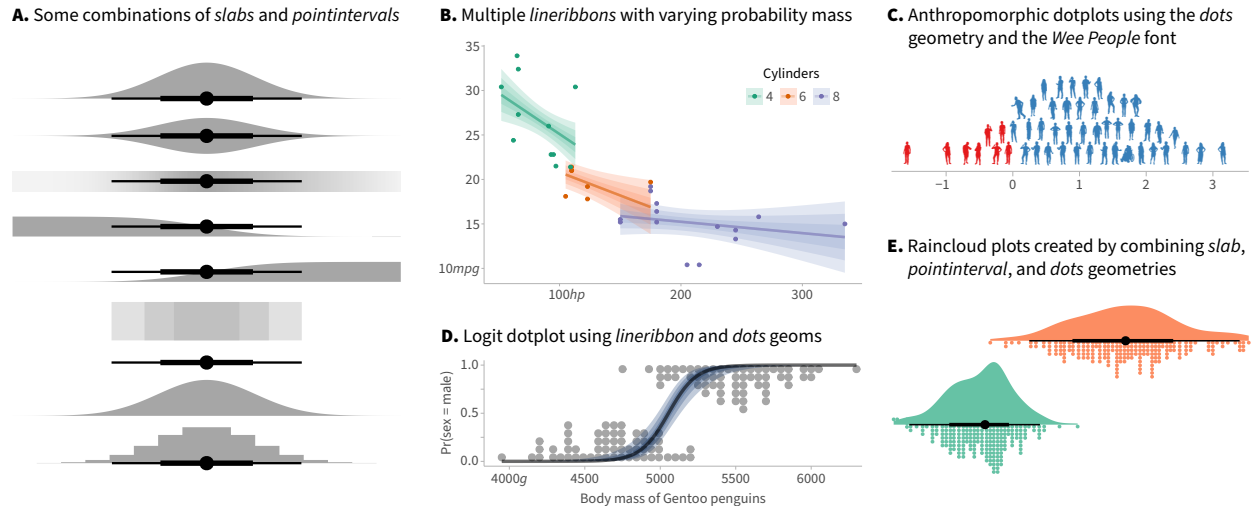 A. Some combinations of slabs and pointintervals
B. Multiple lineribbons with varying probability mass
35
30
25
20
15
10mpg
100hp
200
300
Cylinders
4
6
8
C. Anthropomorphic dotplots using the dots
geometry and the Wee People font
−1
0
1
2
3
D. Logit dotplot using lineribbon and dots geoms
Pr(sex = male)
1.0
0.5
0.0
4000g
4500
5000
5500
6000
Body mass of Gentoo penguins
E. Raincloud plots created by combining slab,
pointinterval, and dots geometries